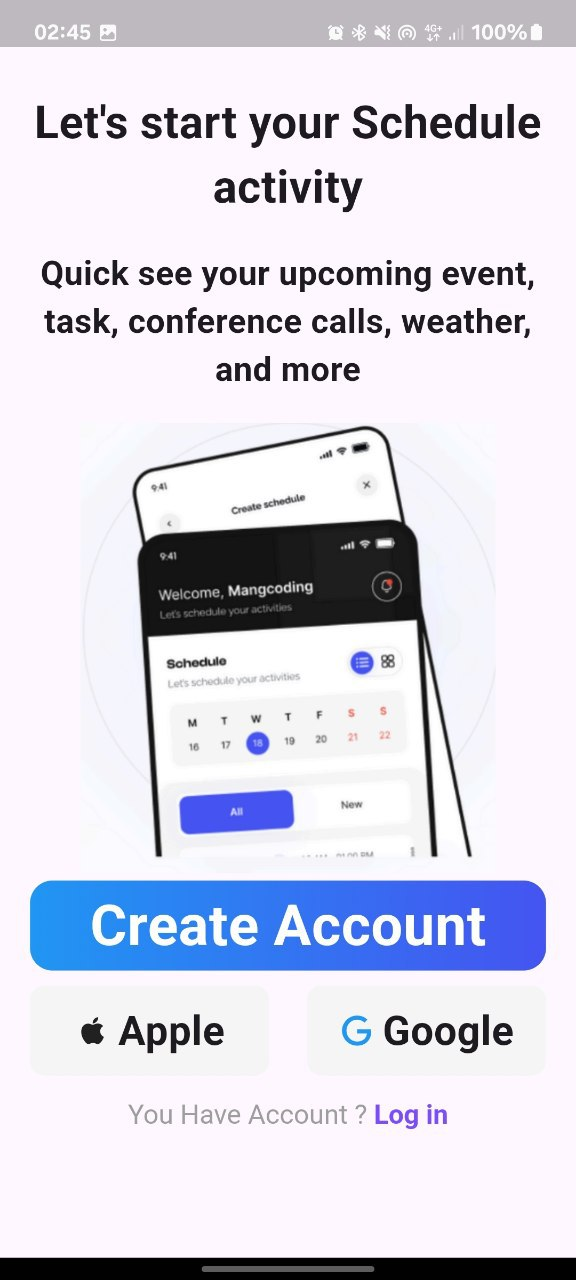 02:45
4G+
100%
Let's start your Schedule
activity
Quick see your upcoming event,
task, conference calls, weather,
and more
9:41
Create schedule
9:41
Welcome, Mangcoding
Let's schedule your activities
Schedule
Let's schedule your activities
M T W T F S S
16 17 18 19 20 21 22
All
New
Create Account
Apple
Google
You Have Account ? Log in